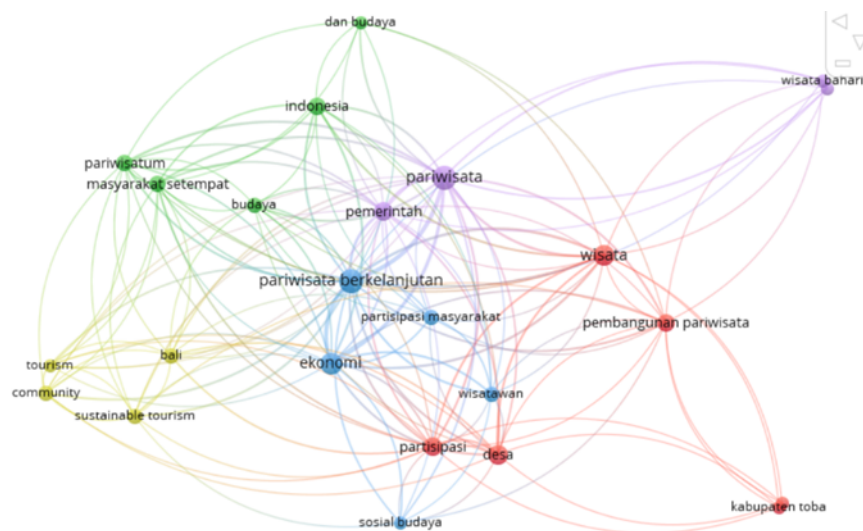 dan budaya
wisata bahari
indonesia
pariwisatum
pariwisata
masyarakat setempat
budaya
pemerintah
wisata
pariwisata berkelanjutan
partisipasi masyarakat
pembangunan pariwisata
bali
tourism
ekonomi
community
wisatawan
sustainable tourism
partisipasi
desa
kabupaten toba
sosial budaya